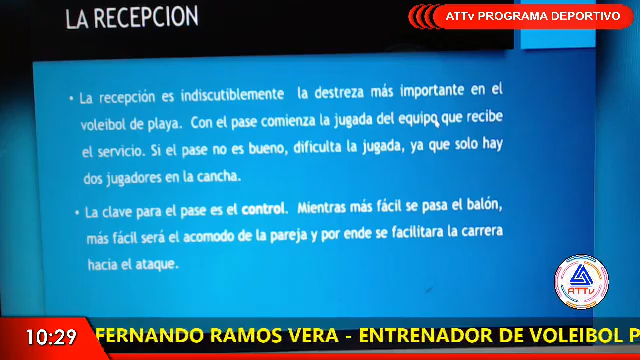 LA RECEPCION
ATTv PROGRAMA DEPORTIVO
• La recepción es indiscutiblemente la destreza más importante en el
voleibol de playa. Con el pase comienza la jugada del equipo que recibe
el servicio. Si el pase no es bueno, dificulta la jugada, ya que solo hay
dos jugadores en la cancha.
• La clave para el pase es el control. Mientras más fácil se pasa el balón,
más fácil será el acomodo de la pareja y por ende se facilitara la carrera
hacia el ataque.
ATTv
10:29
FERNANDO RAMOS VERA - ENTRENADOR DE VOLEIBOL P